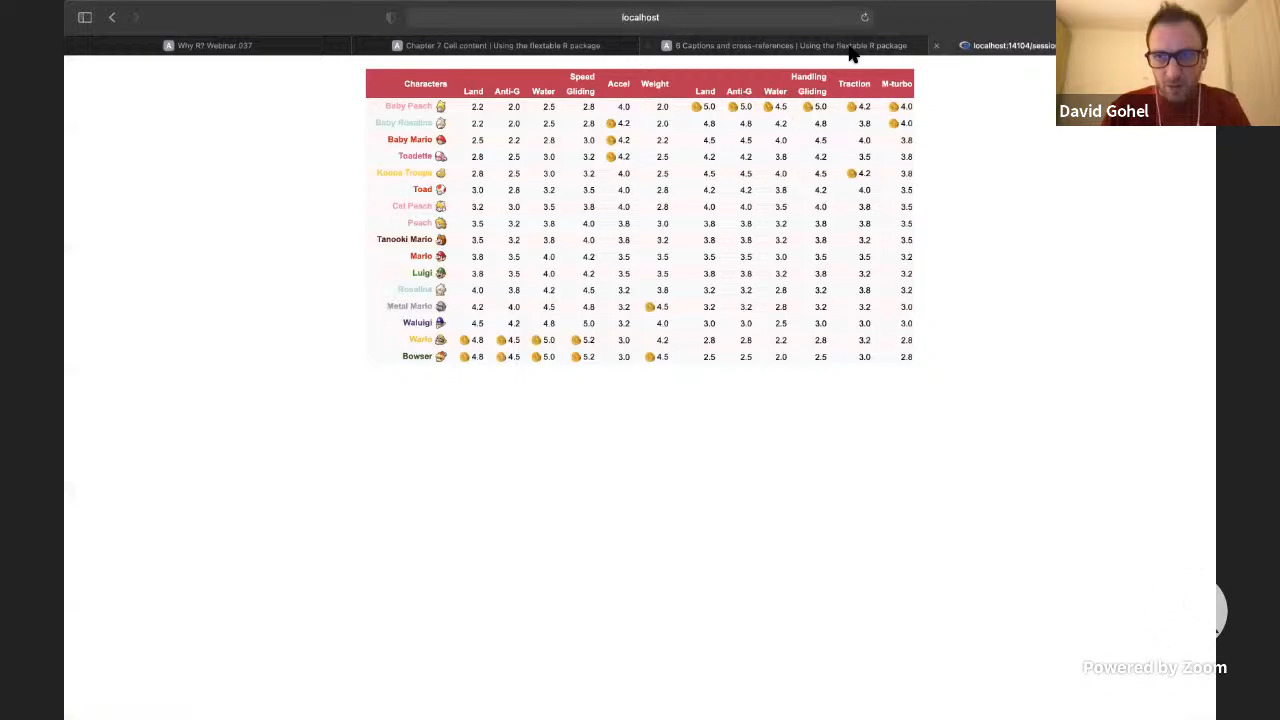 localhost
Why R? Webinar 037
Chapter 7 Cell content | Using the flextable R package
6 Captions and cross-references | Using the flextable R package
localhost:14104/sessio
David Gohel
Speed Handling
Characters Accel Weight Traction M-turbo
Land Anti-G Water Gliding Land Anti-G Water Gliding
Baby Peach 2.2 2.0 2.5 2.8 4.0 2.0 5.0 5.0 4.5 5.0 4.2 4.0
Baby Rosalina 2.2 2.0 2.5 2.8 4.2 2.0 4.8 4.8 4.2 4.8 3.8 4.0
Baby Mario 2.5 2.2 2.8 3.0 4.2 2.2 4.5 4.5 4.0 4.5 4.0 3.8
Toadette 2.8 2.5 3.0 3.2 4.2 2.5 4.2 4.2 3.8 4.2 3.5 3.8
Koopa Troopa 2.8 2.5 3.0 3.2 4.0 2.5 4.5 4.5 4.0 4.5 4.2 3.8
Toad 3.0 2.8 3.2 3.5 4.0 2.8 4.2 4.2 3.8 4.2 4.0 3.5
Cat Peach 3.2 3.0 3.5 3.8 4.0 2.8 4.0 4.0 3.5 4.0 3.8 3.5
Peach 3.5 3.2 3.8 4.0 3.8 3.0 3.8 3.8 3.2 3.8 3.8 3.5
Tanooki Mario 3.5 3.2 3.8 4.0 3.8 3.2 3.8 3.8 3.2 3.8 3.2 3.5
Mario 3.8 3.5 4.0 4.2 3.5 3.5 3.5 3.5 3.0 3.5 3.5 3.2
Luigi 3.8 3.5 4.0 4.2 3.5 3.5 3.8 3.8 3.2 3.8 3.2 3.2
Rosalina 4.0 3.8 4.2 4.5 3.2 3.8 3.2 3.2 2.8 3.2 3.8 3.2
Metal Mario 4.2 4.0 4.5 4.8 3.2 4.5 3.2 3.2 2.8 3.2 3.2 3.0
Waluigi 4.5 4.2 4.8 5.0 3.2 4.0 3.0 3.0 2.5 3.0 3.0 3.0
Wario 4.8 4.5 5.0 5.2 3.0 4.2 2.8 2.8 2.2 2.8 3.2 2.8
Bowser 4.8 4.5 5.0 5.2 3.0 4.5 2.5 2.5 2.0 2.5 3.0 2.8
Powered by Zoom